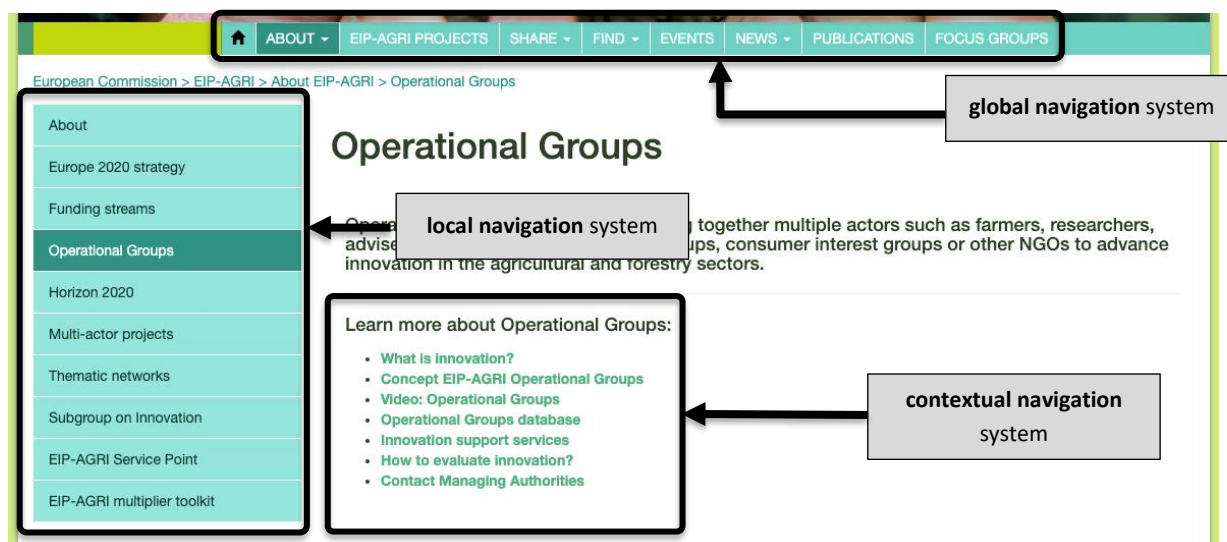 ABOUT EIP-AGRI PROJECTS SHARE FIND EVENTS NEWS PUBLICATIONS FOCUS GROUPS
European Commission > EIP-AGRI > About EIP-AGRI > Operational Groups
global navigation system
About
Europe 2020 strategy
Funding streams
Operational Groups
Horizon 2020
Multi-actor projects
Thematic networks
Subgroup on Innovation
EIP-AGRI Service Point
EIP-AGRI multiplier toolkit
Operational Groups
local navigation system
together multiple actors such as farmers, researchers,
consumer interest groups or other NGOs to advance
innovation in the agricultural and forestry sectors.
Learn more about Operational Groups:
• What is innovation?
• Concept EIP-AGRI Operational Groups
• Video: Operational Groups
• Operational Groups database
• Innovation support services
• How to evaluate innovation?
• Contact Managing Authorities
contextual navigation
system